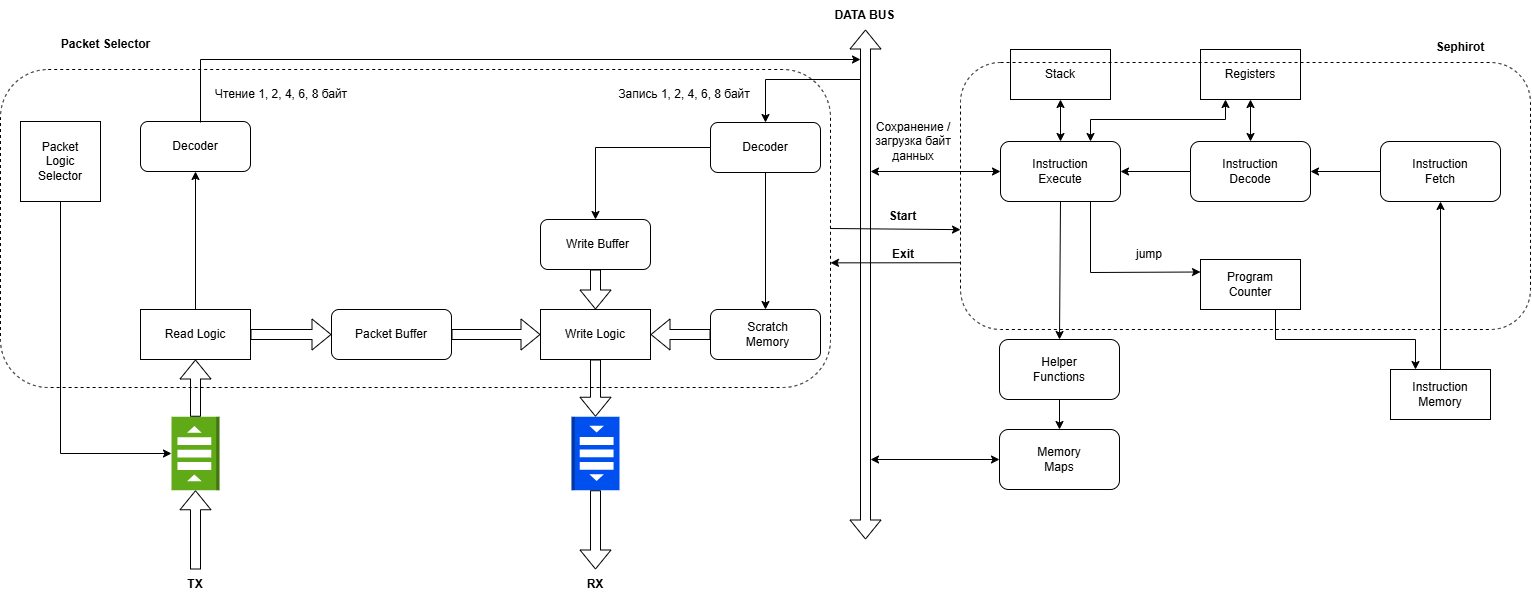 DATA BUS
Packet Selector
Sephirot
Stack
Registers
Чтение 1, 2, 4, 6, 8 байт
Запись 1, 2, 4, 6, 8 байт
Packet
Logic
Selector
Decoder
Decoder
Сохранение /
загрузка байт
данных
Instruction
Execute
Instruction
Decode
Instruction
Fetch
Start
Write Buffer
Exit
jump
Program
Counter
Read Logic
Packet Buffer
Write Logic
Scratch
Memory
Helper
Functions
Instruction
Memory
Memory
Maps
TX
RX